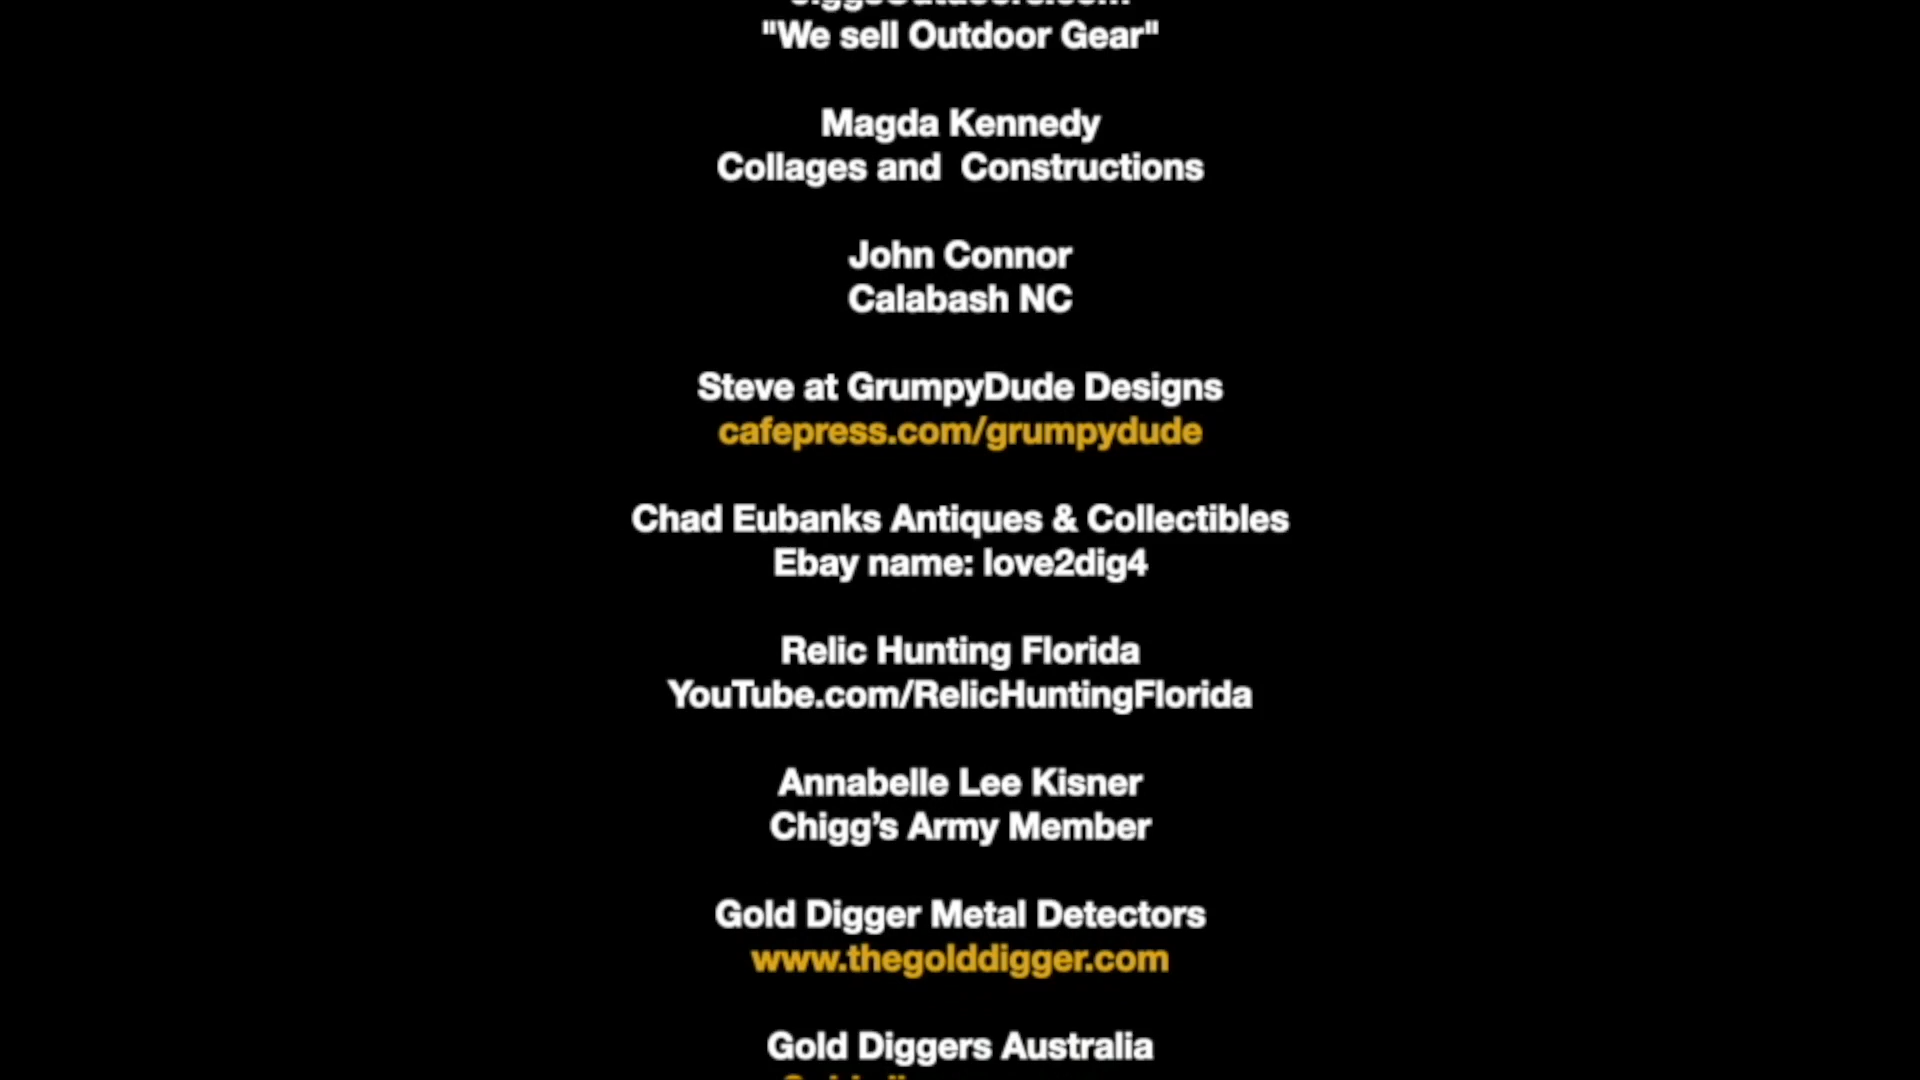 "We sell Outdoor Gear"
Magda Kennedy
Collages and  Constructions
John Connor
Calabash NC
Steve at GrumpyDude Designs
cafepress.com/grumpydude
Chad Eubanks Antiques & Collectibles
Ebay name: love2dig4
Relic Hunting Florida
YouTube.com/RelicHuntingFlorida
Annabelle Lee Kisner
Chigg’s Army Member
Gold Digger Metal Detectors
www.thegolddigger.com
Gold Diggers Australia